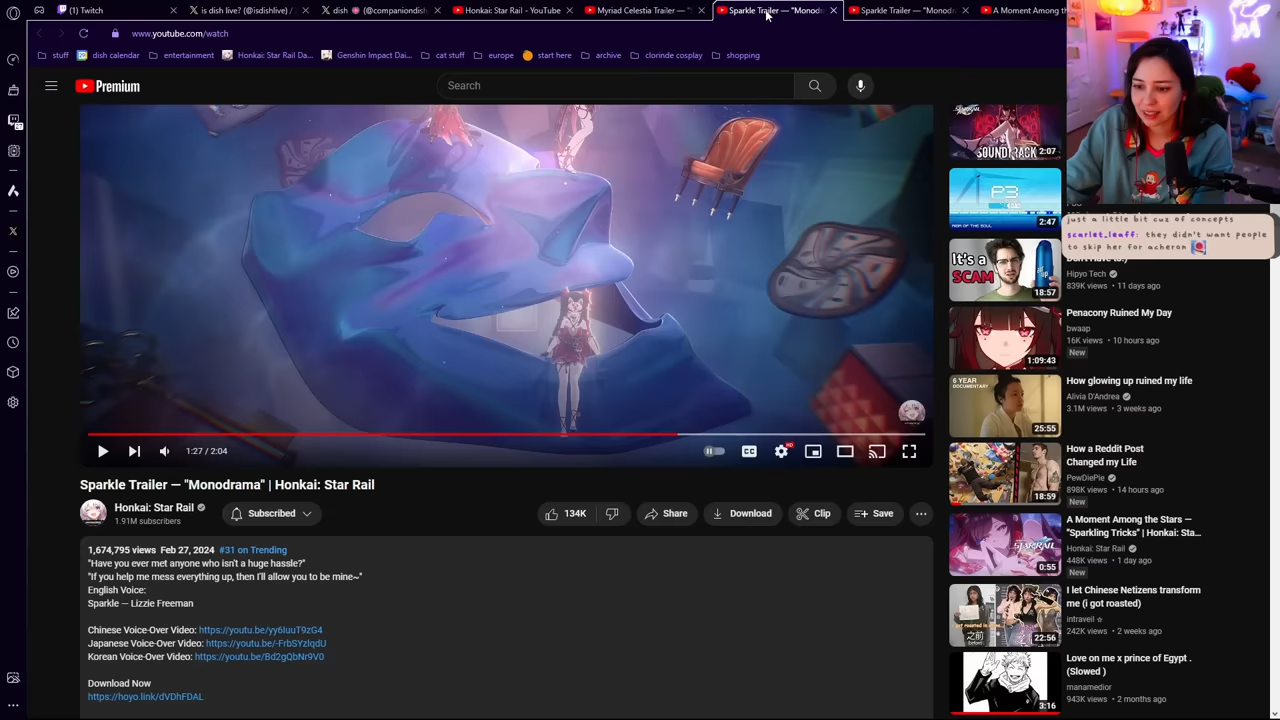 (1) Twitch
is dish live? (@isdishlive) /
dish (@companiondish
Honkai: Star Rail - YouTube
Myriad Celestia Trailer — "
Sparkle Trailer — "Monod
Sparkle Trailer — "Monod
A Moment Among th
www.youtube.com/watch
stuff
dish calendar
entertainment
Honkai: Star Rail Da...
Genshin Impact Dai...
cat stuff
europe
start here
archive
clorinde cosplay
shopping
Premium
Search
just a little bit cuz of concepts
scarlet_leaff: they didn't want people
to skip her for acheron
STAR RAIL
SOUNDTRACK
2:07
P3
2:47
It's a
SCAM
18:57
Hipyo Tech
839K views • 11 days ago
Penacony Ruined My Day
bwaap
16K views • 10 hours ago
New
1:09:43
6 YEAR
DOCUMENTARY
How glowing up ruined my life
Alivia D'Andrea
3.1M views • 3 weeks ago
25:55
How a Reddit Post
Changed my Life
PewDiePie
898K views • 14 hours ago
New
18:59
A Moment Among the Stars —
"Sparkling Tricks" | Honkai: Sta...
Honkai: Star Rail
448K views • 1 day ago
New
STAR RAIL
0:55
I let Chinese Netizens transform
me (i got roasted)
intraveil ☆
242K views • 2 weeks ago
之前
22:56
Love on me x prince of Egypt .
(Slowed )
manamedior
943K views • 2 months ago
3:16
1:27 / 2:04
CC
HD
Sparkle Trailer — "Monodrama" | Honkai: Star Rail
Honkai: Star Rail
1.91M subscribers
Subscribed
134K
Share
Download
Clip
Save
1,674,795 views Feb 27, 2024 #31 on Trending
"Have you ever met anyone who isn't a huge hassle?"
"If you help me mess everything up, then I'll allow you to be mine~"
English Voice:
Sparkle — Lizzie Freeman
Chinese Voice-Over Video: https://youtu.be/yy6IuuT9zG4
Japanese Voice-Over Video: https://youtu.be/-FrbSYzlqdU
Korean Voice-Over Video: https://youtu.be/Bd2gQbNr9V0
Download Now
https://hoyo.link/dVDhFDAL